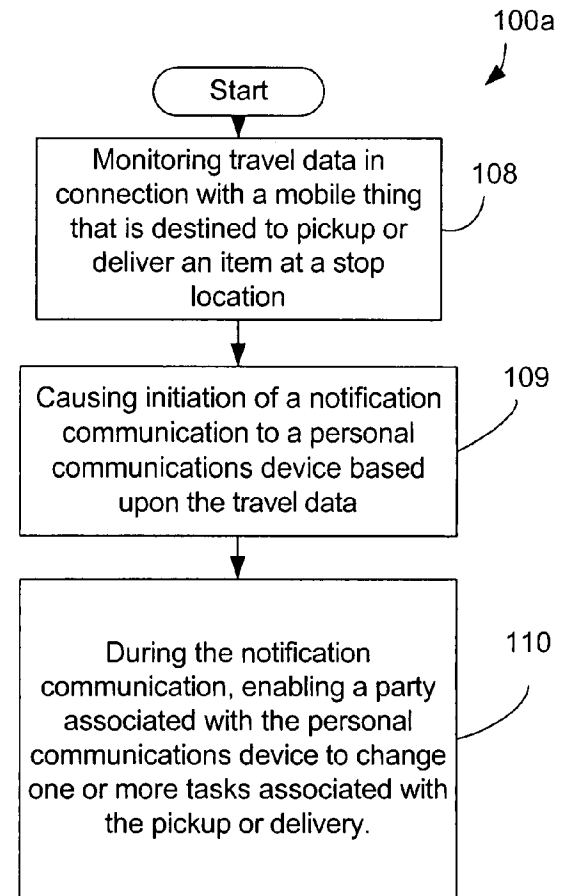 100a
Start
Monitoring travel data in
connection with a mobile thing
that is destined to pickup or
deliver an item at a stop
location
108
Causing initiation of a notification
communication to a personal
communications device based
upon the travel data
109
During the notification
communication, enabling a party
associated with the personal
communications device to change
one or more tasks associated with
the pickup or delivery.
110